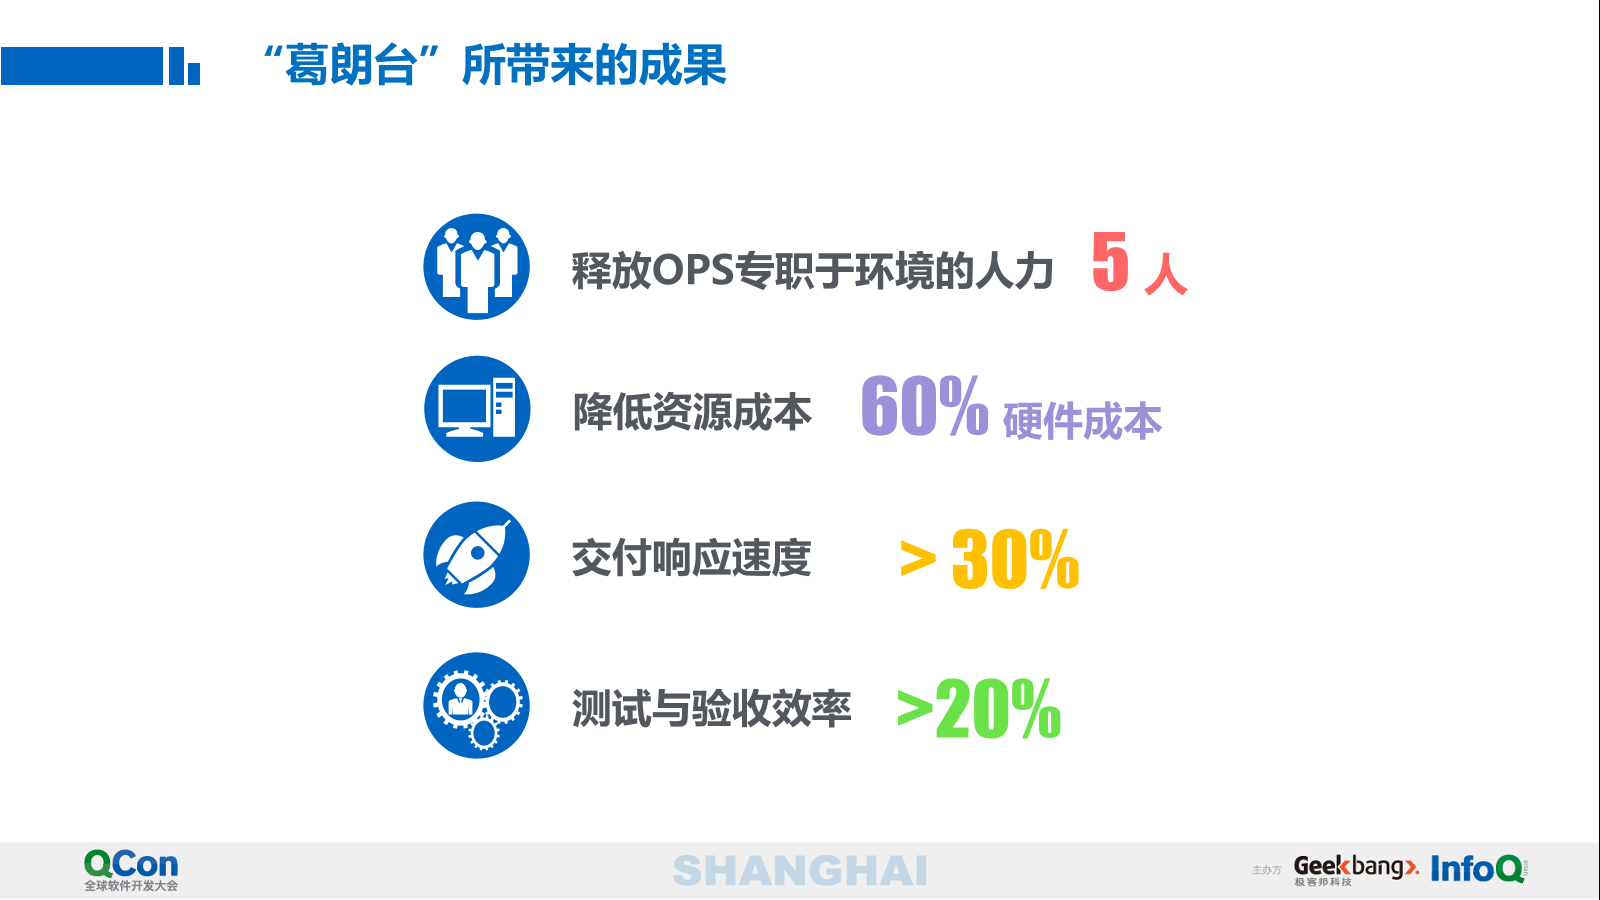 “葛朗台”所带来的成果
释放OPS专职于环境的人力 5 人
降低资源成本 60% 硬件成本
交付响应速度 > 30%
测试与验收效率 >20%
QCon
全球软件开发大会
SHANGHAI
主办方 Geekbang>. InfoQ
极客邦科技